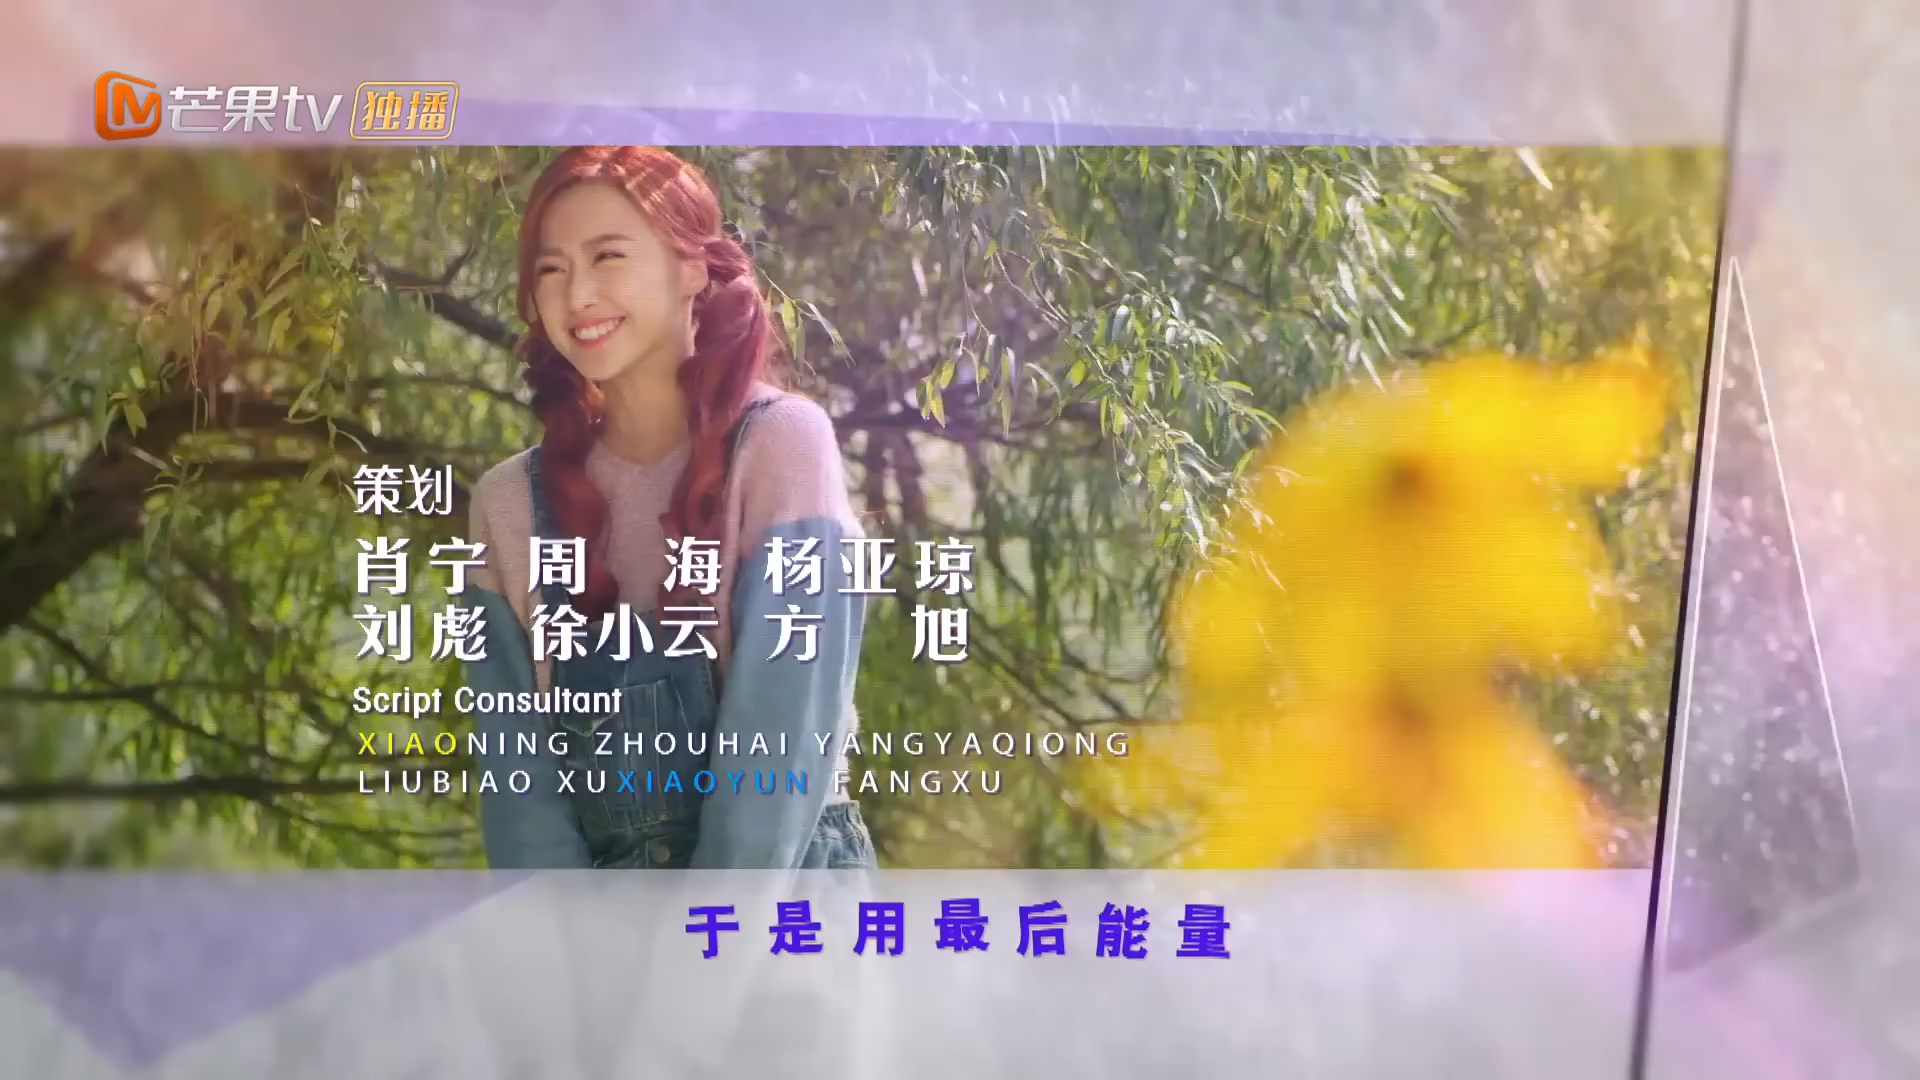 芒果tv 独播
策划
肖宁 周海 杨亚琼
刘彪 徐小云 方旭
Script Consultant
XIAONING ZHOUHAI YANGYAQIONG
LIUBIAO XUXIAOYUN FANGXU
于是用最后能量